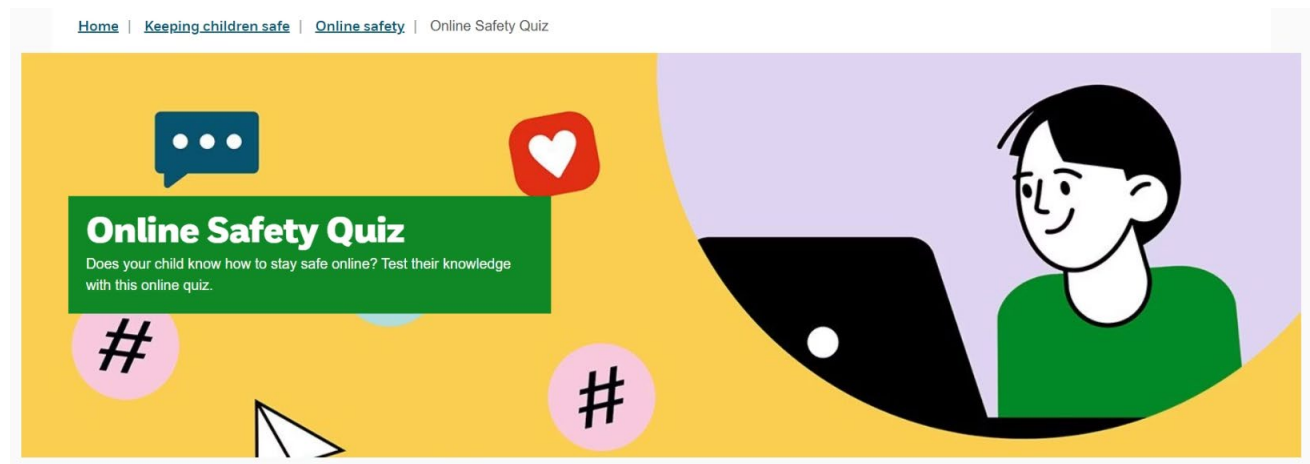 Home | Keeping children safe | Online safety | Online Safety Quiz
Online Safety Quiz
Does your child know how to stay safe online? Test their knowledge
with this online quiz.
#
#